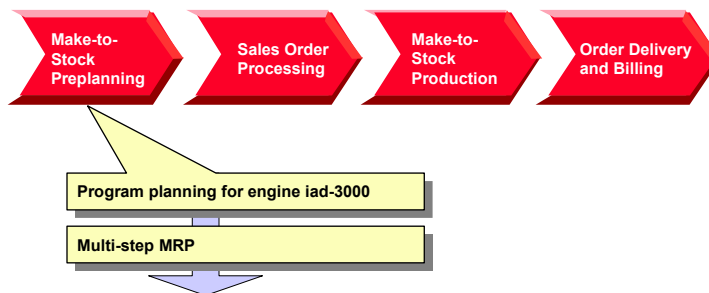 Make-to-
Stock
Preplanning
Sales Order
Processing
Make-to-
Stock
Production
Order Delivery
and Billing
Program planning for engine iad-3000
Multi-step MRP